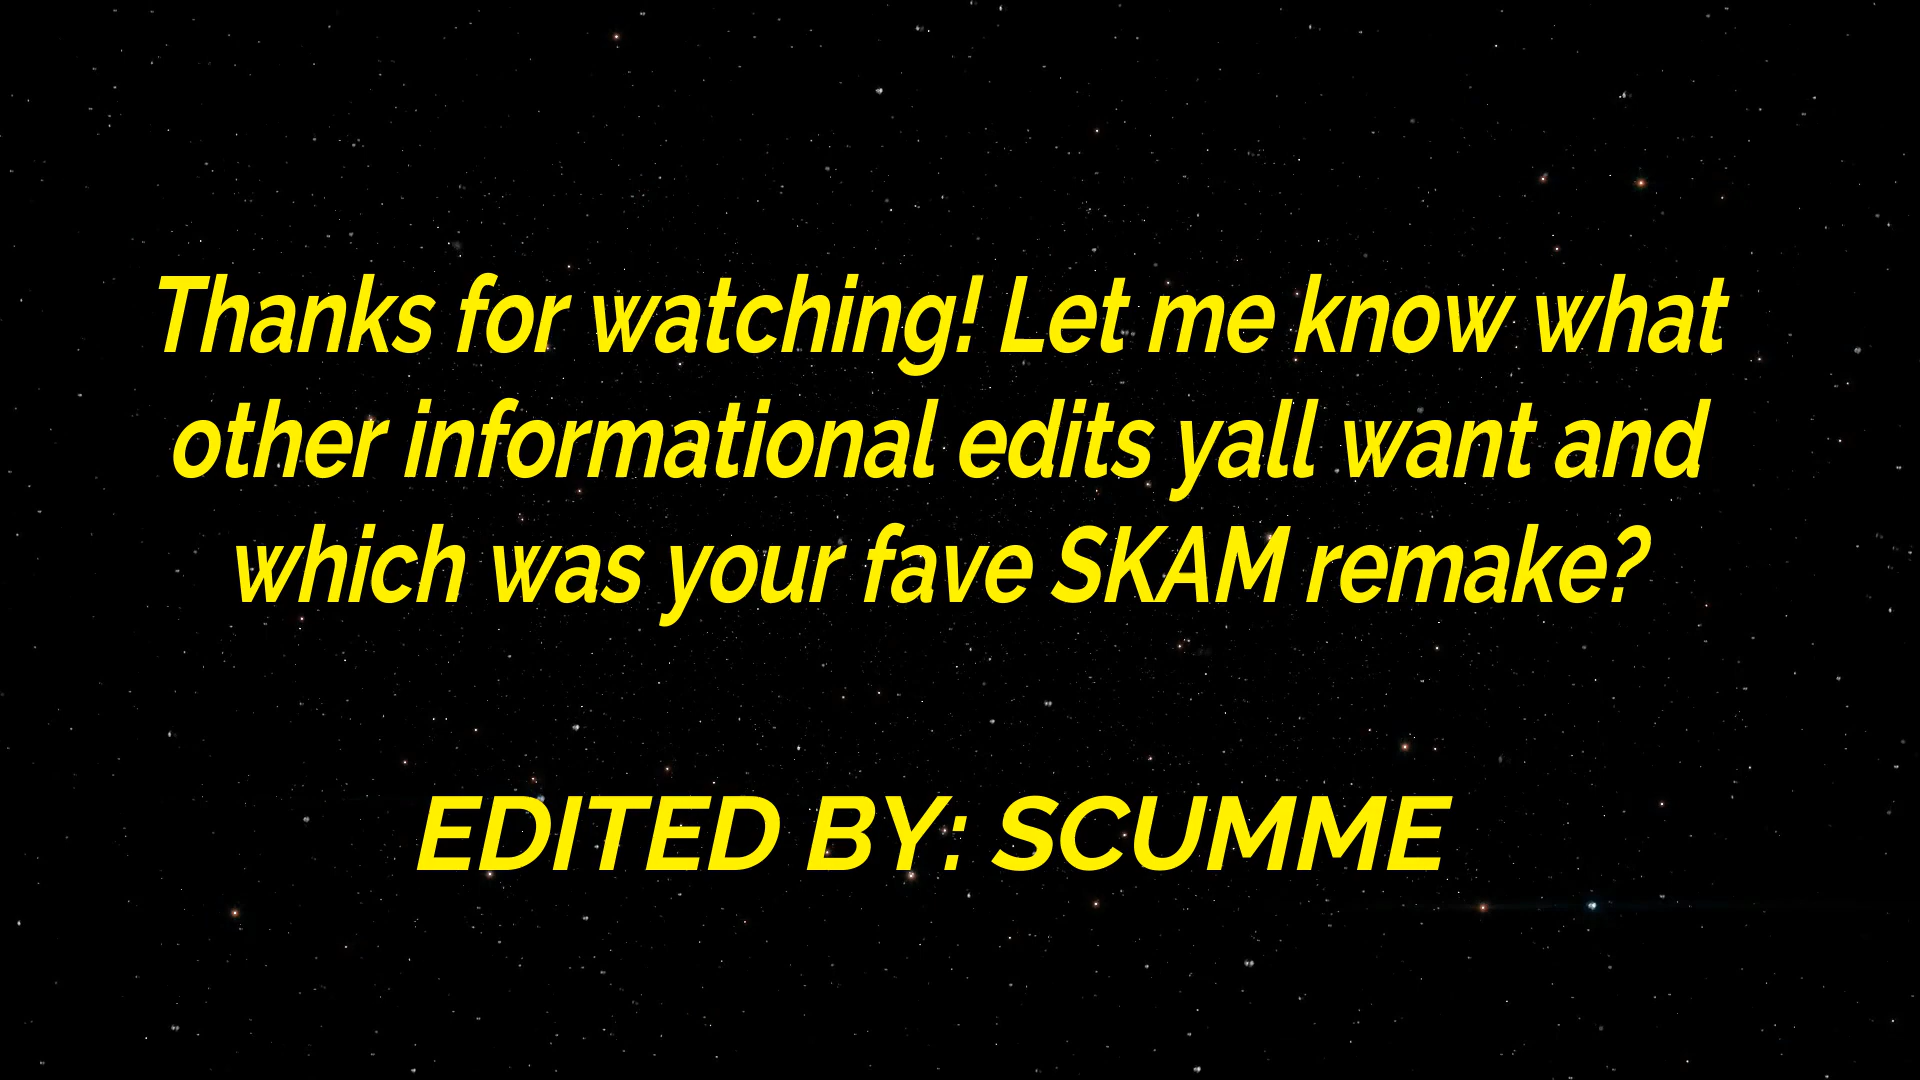 Thanks for watching! Let me know what
other informational edits yall want and
which was your fave SKAM remake?
EDITED BY: SCUMME